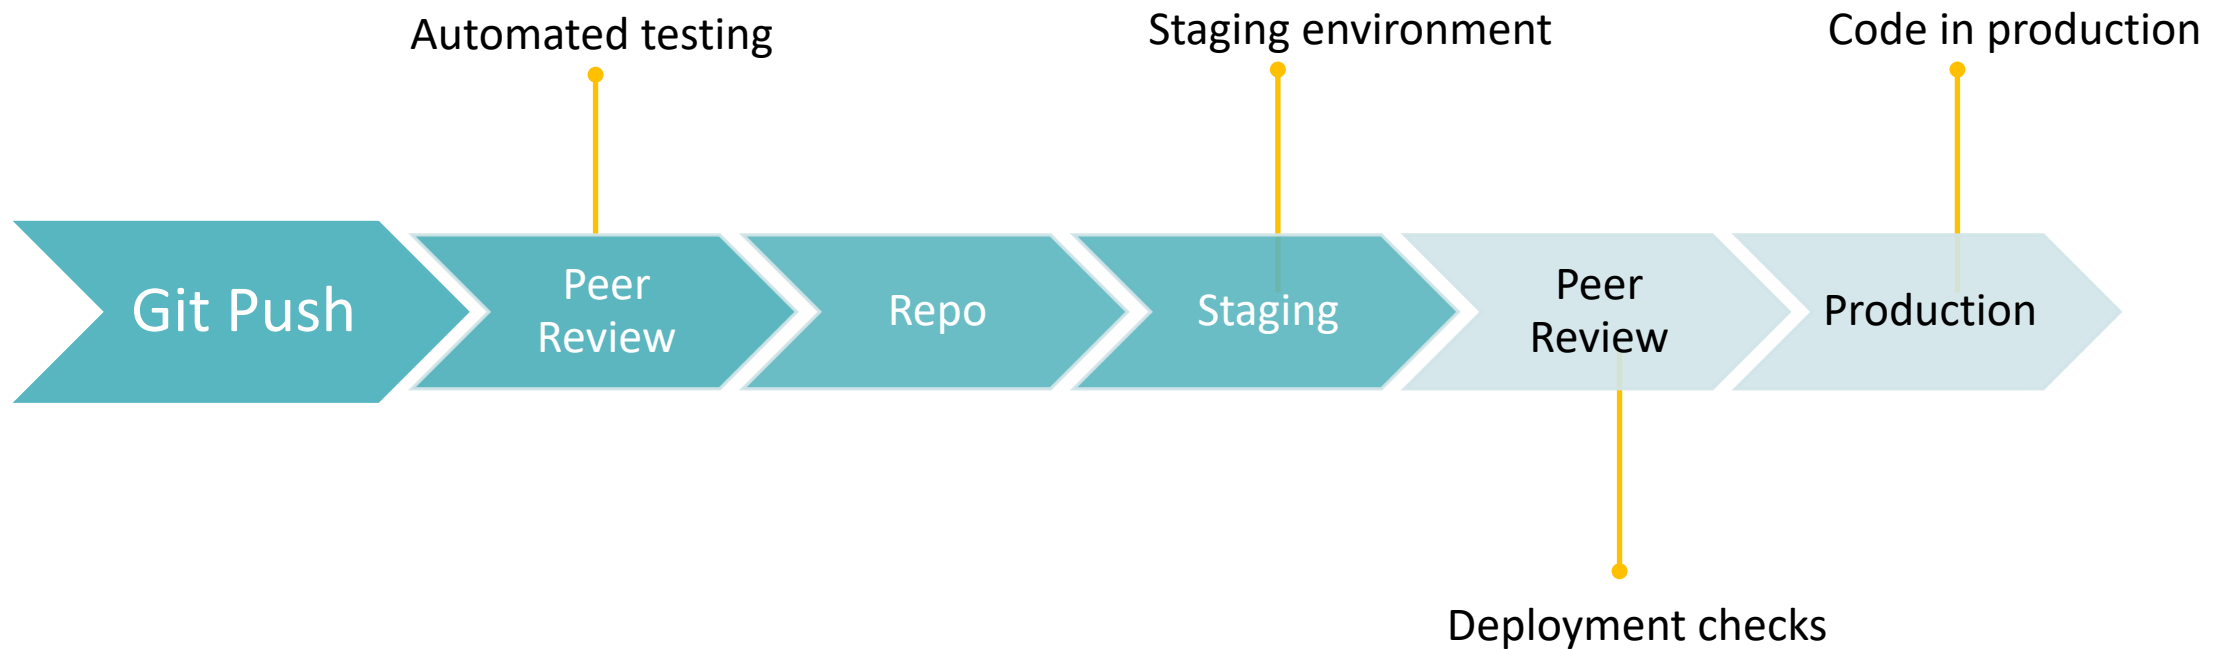 Automated testing
Staging environment
Code in production
Git Push
Peer
Review
Repo
Staging
Peer
Review
Production
Deployment checks